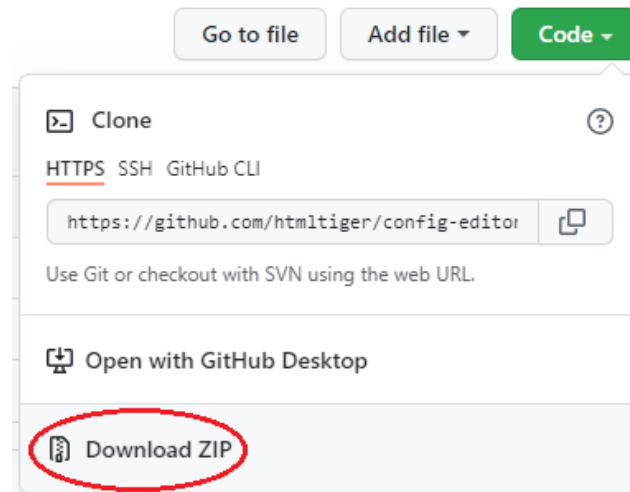 Go to file Add file Code
Clone
HTTPS SSH GitHub CLI
https://github.com/htmltiger/config-editor
Use Git or checkout with SVN using the web URL.
Open with GitHub Desktop
Download ZIP